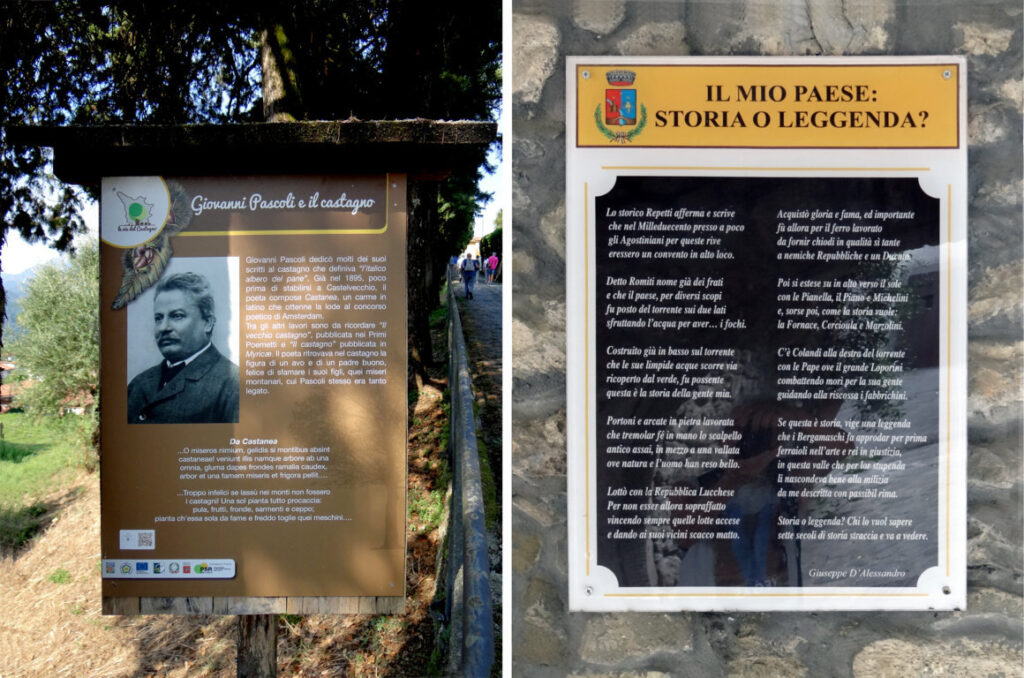 la via del Castagno
Giovanni Pascoli e il castagno
Giovanni Pascoli dedicò molti dei suoi
scritti al castagno che definiva "l'italico
albero del pane". Già nel 1895, poco
prima di stabilirsi a Castelvecchio, il
poeta compose Castanea, un carme in
latino che ottenne la lode al concorso
poetico di Amsterdam.
Tra gli altri lavori sono da ricordare "Il
vecchio castagno", pubblicata nei Primi
Poemetti e "Il castagno" pubblicata in
Myricæ. Il poeta ritrovava nel castagno la
figura di un avo e di un padre buono,
felice di sfamare i suoi figli, quei miseri
montanari, cui Pascoli stesso era tanto
legato.
Da Castanea
...O miseros nimium, gelidis si montibus absint
castaneae! veniunt illis namque arbore ab una
omnia, gluma dapes frondes ramalia caudex,
arbor et una famem miseris et frigora pellit....
...Troppo infelici se lassù nei monti non fossero
i castagni! Una sol pianta tutto procaccia:
pula, frutti, fronde, sarmenti e ceppo;
pianta ch'essa sola da fame e freddo toglie quei meschini....
PSR
IL MIO PAESE:
STORIA O LEGGENDA?
Lo storico Repetti afferma e scrive
che nel Milleduecento presso a poco
gli Agostiniani per queste rive
eressero un convento in alto loco.
Detto Romiti nome già dei frati
e che il paese, per diversi scopi
fu posto del torrente sui due lati
sfruttando l'acqua per aver... i fochi.
Costruito già in basso sul torrente
che le sue limpide acque scorre via
ricoperto dal verde, fu possente
questa è la storia della gente mia.
Portoni e arcate in pietra lavorata
che tremolar fé in mano lo scalpello
antico assai, in mezzo a una vallata
ove natura e l'uomo han reso bello.
Lottò con la Repubblica Lucchese
Per non esser allora sopraffatto
vincendo sempre quelle lotte accese
e dando ai suoi vicini scacco matto.
Acquistò gloria e fama, ed importante
fù allora per il ferro lavorato
da fornir chiodi in qualità sì tante
a nemiche Repubbliche e un Ducato.
Poi si estese su in alto verso il sole
con le Pianella, il Piano e Michelini
e, sorse poi, come la storia vuole:
la Fornace, Cercioula e Marzolini.
C'è Colandi alla destra del torrente
con le Pape ove il grande Loporini
combattendo morì per la sua gente
guidando alla riscossa i fabbrichini.
Se questa è storia, vige una leggenda
che i Bergamaschi fa approdar per prima
ferraioli nell'arte e rei in giustizia,
in questa valle che per lor stupenda
li nascondeva bene alla milizia
da me descritta con passibil rima.
Storia o leggenda? Chi lo vuol sapere
sette secoli di storia straccia e va a vedere.
Giuseppe D'Alessandro